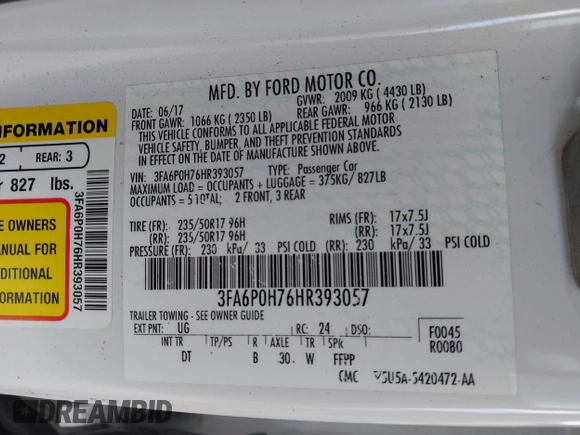 MFD. BY FORD MOTOR CO.
DATE: 06/17 GVWR: 2009 KG ( 4430 LB)
FRONT GAWR: 1066 KG ( 2350 LB) REAR GAWR: 966 KG ( 2130 LB)
THIS VEHICLE CONFORMS TO ALL APPLICABLE FEDERAL MOTOR
VEHICLE SAFETY, BUMPER, AND THEFT PREVENTION STANDARDS
IN EFFECT ON THE DATE OF MANUFACTURE SHOWN ABOVE.
VIN: 3FA6P0H76HR393057 TYPE: Passenger Car
MAXIMUM LOAD = OCCUPANTS + LUGGAGE = 375KG/ 827LB
OCCUPANTS = 5 TOTAL; 2 FRONT, 3 REAR
TIRE (FR): 235/50R17 96H RIMS (FR): 17x7.5J
(RR): 235/50R17 96H (RR): 17x7.5J
PRESSURE (FR): 230 kPa/ 33 PSI COLD (RR): 230 kPa/ 33 PSI COLD
3FA6P0H76HR393057
TRAILER TOWING - SEE OWNER GUIDE
EXT PNT: UG RC: 24 DSO: F0045
R0080
INT TR TP/PS R AXLE TR SPR
DT B 30 W FFPP
CMC V5U5A-5420472-AA
INFORMATION
2 REAR: 3
r 827 lbs.
E OWNERS
MANUAL FOR
DITIONAL
FORMATION
3FA6P0H76HR393057
DREAMBID